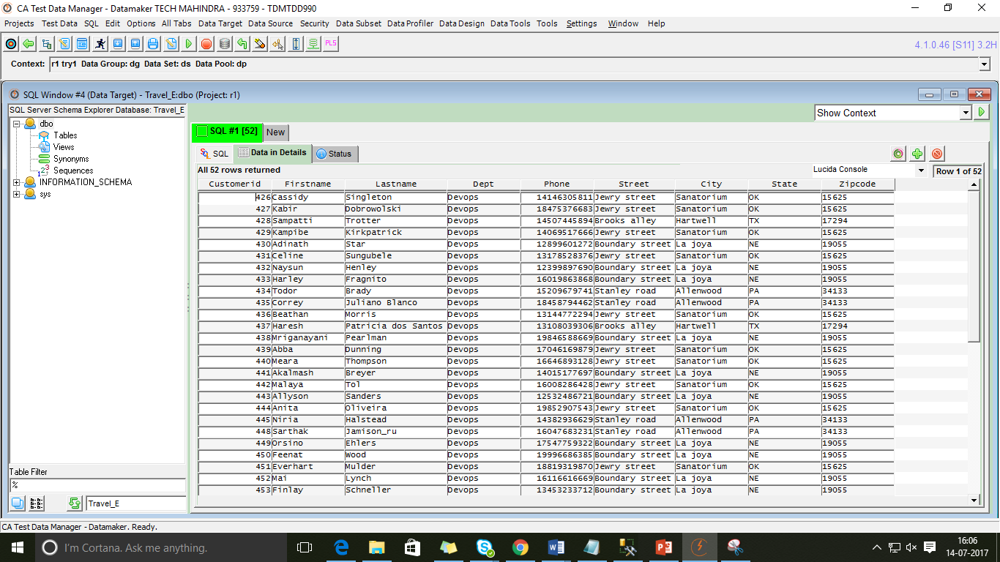 CA Test Data Manager - Datamaker TECH MAHINDRA - 933759 - TDMTDD990
Projects Test Data SQL Edit Options All Tabs Data Target Data Source Security Data Subset Data Profiler Data Design Data Tools Tools Settings Window Help
PLS
4.1.0.46 [S11] 3.2H
Context: r1 try1 Data Group: dg Data Set: ds Data Pool: dp
SQL Window #4 (Data Target) - Travel_E:dbo (Project: r1)
SQL Server Schema Explorer Database: Travel_E
dbo
Tables
Views
Synonyms
Sequences
INFORMATION_SCHEMA
sys
Table Filter
%
Travel_E
Show Context
SQL #1 [52] New
SQL Data in Details Status
All 52 rows returned
Lucida Console
Row 1 of 52
Customerid Firstname Lastname Dept Phone Street City State Zipcode
426 Cassidy Singleton Devops 14146305811 Jewry street Sanatorium OK 15625
427 Kabir Dobrowolski Devops 18475376683 Jewry street Sanatorium OK 15625
428 Sampatti Trotter Devops 14507445894 Brooks alley Hartwell TX 17294
429 Kampibe Kirkpatrick Devops 14069517666 Jewry street Sanatorium OK 15625
430 Adinath Star Devops 12899601272 Boundary street La joya NE 19055
431 Celine Sungubele Devops 13178528376 Jewry street Sanatorium OK 15625
432 Naysun Henley Devops 12399897690 Boundary street La joya NE 19055
433 Harley Fragnito Devops 16019863868 Boundary street La joya NE 19055
434 Todor Brady Devops 15209679741 Stanley road Allenwood PA 34133
435 Correy Juliano Blanco Devops 18458794462 Stanley road Allenwood PA 34133
436 Beathan Morris Devops 13144772294 Jewry street Sanatorium OK 15625
437 Haresh Patricia dos Santos Devops 13108039306 Brooks alley Hartwell TX 17294
438 Mriganayani Pearlman Devops 19846588669 Boundary street La joya NE 19055
439 Abba Dunning Devops 17046169879 Jewry street Sanatorium OK 15625
440 Meara Thompson Devops 16646893128 Jewry street Sanatorium OK 15625
441 Akalmash Breyer Devops 14015177697 Boundary street La joya NE 19055
442 Malaya Tol Devops 16008286428 Jewry street Sanatorium OK 15625
443 Allyson Sanders Devops 12532486721 Boundary street La joya NE 19055
444 Anita Oliveira Devops 19852907543 Jewry street Sanatorium OK 15625
445 Niria Halstead Devops 14382936629 Stanley road Allenwood PA 34133
448 Sarthak Jamison_ru Devops 16047683231 Stanley road Allenwood PA 34133
449 Orsino Ehlers Devops 17547759322 Boundary street La joya NE 19055
450 Feenat Wood Devops 19996686385 Boundary street La joya NE 19055
451 Everhart Mulder Devops 18819319870 Jewry street Sanatorium OK 15625
452 Mai Lynch Devops 16116616669 Boundary street La joya NE 19055
453 Finlay Schneller Devops 13453233712 Boundary street La joya NE 19055
CA Test Data Manager - Datamaker. Ready.
I'm Cortana. Ask me anything.
16:06
14-07-2017